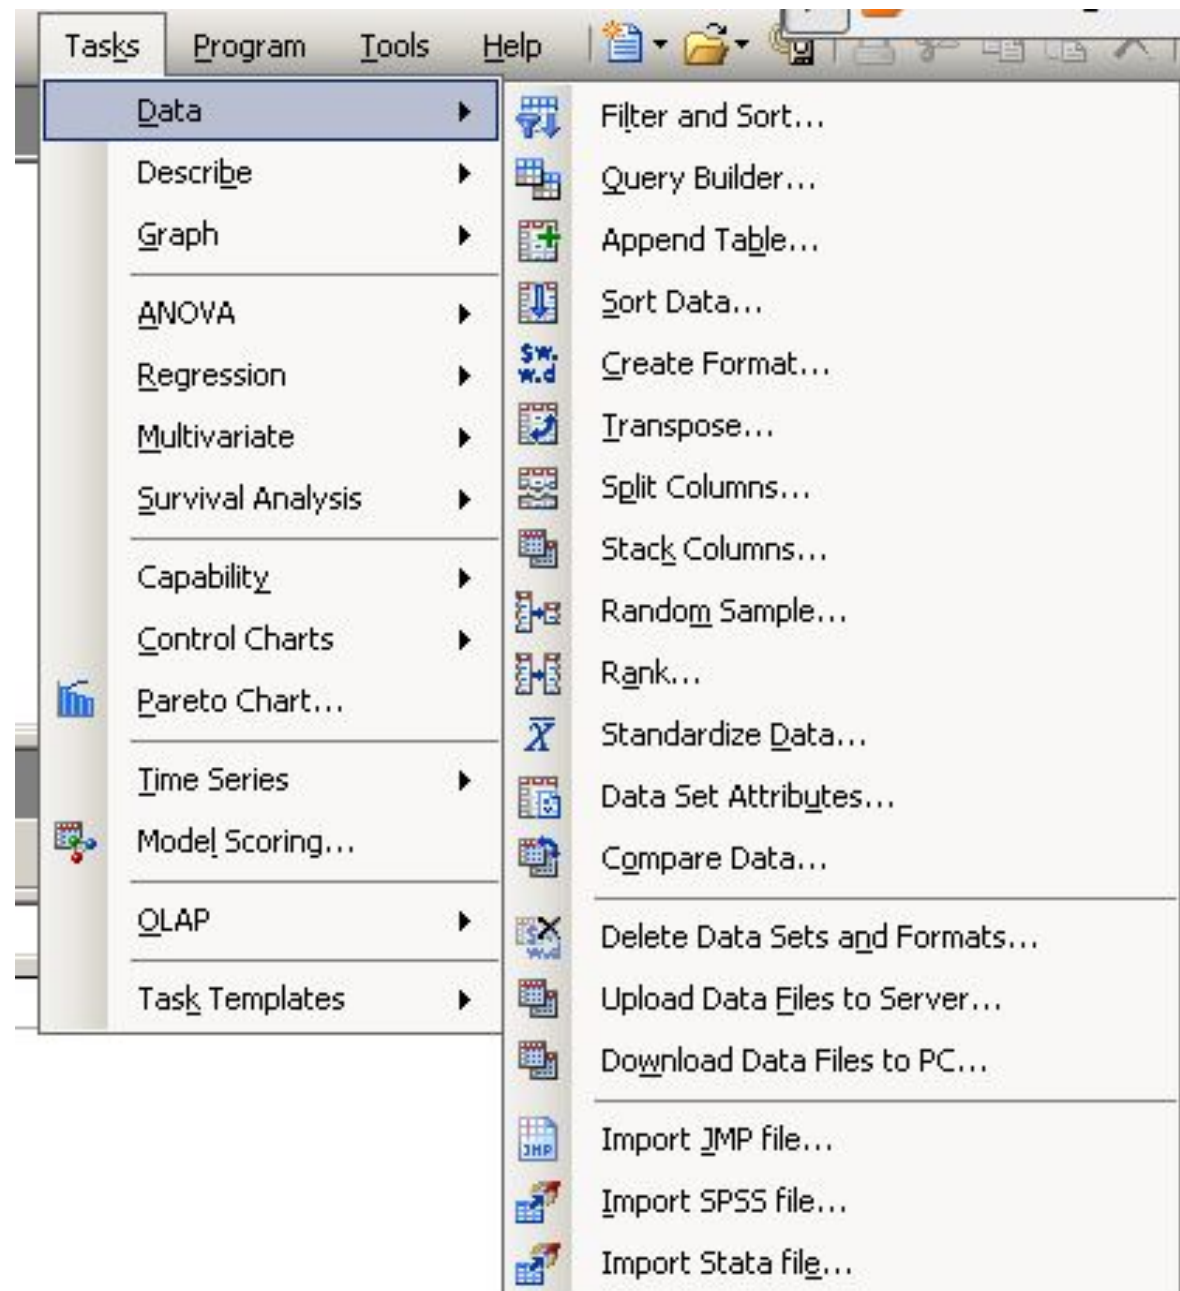 Tasks Program Tools Help
Data
Describe
Graph
ANOVA
Regression
Multivariate
Survival Analysis
Capability
Control Charts
Pareto Chart...
Time Series
Model Scoring...
OLAP
Task Templates
Filter and Sort...
Query Builder...
Append Table...
Sort Data...
$w.
w.d
Create Format...
Transpose...
Split Columns...
Stack Columns...
Random Sample...
Rank...
X
Standardize Data...
Data Set Attributes...
Compare Data...
Delete Data Sets and Formats...
Upload Data Files to Server...
Download Data Files to PC...
JMP
Import JMP file...
Import SPSS file...
Import Stata file...